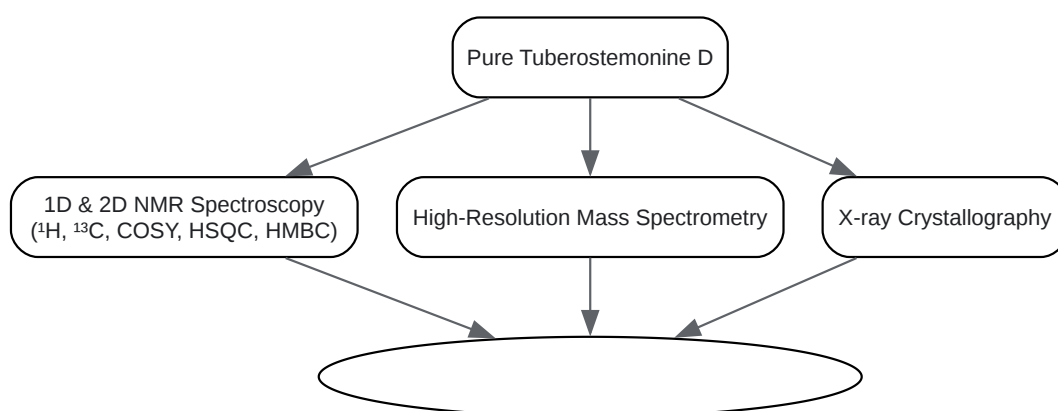 Pure Tuberostemonine D
1D & 2D NMR Spectroscopy
(¹H, ¹³C, COSY, HSQC, HMBC)
High-Resolution Mass Spectrometry
X-ray Crystallography